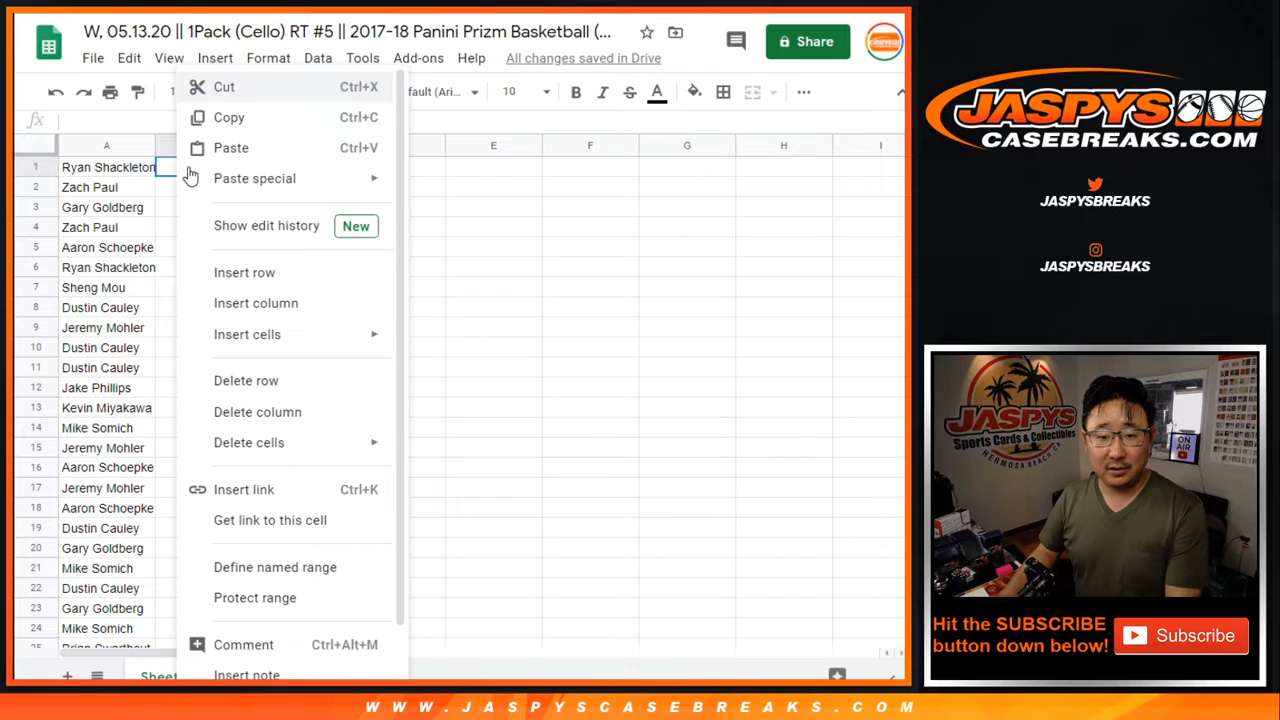 W, 05.13.20 || 1Pack (Cello) RT #5 || 2017-18 Panini Prizm Basketball (...
Share
File Edit View Insert Format Data Tools Add-ons Help All changes saved in Drive
1 fault (Ari... 10 B I S A
fx
A E F G H I
1 Ryan Shackleton
2 Zach Paul
3 Gary Goldberg
4 Zach Paul
5 Aaron Schoepke
6 Ryan Shackleton
7 Sheng Mou
8 Dustin Cauley
9 Jeremy Mohler
10 Dustin Cauley
11 Dustin Cauley
12 Jake Phillips
13 Kevin Miyakawa
14 Mike Somich
15 Jeremy Mohler
16 Aaron Schoepke
17 Jeremy Mohler
18 Aaron Schoepke
19 Dustin Cauley
20 Gary Goldberg
21 Mike Somich
22 Dustin Cauley
23 Gary Goldberg
24 Mike Somich
25 Brian Swarthout
Sheet
Cut Ctrl+X
Copy Ctrl+C
Paste Ctrl+V
Paste special
Show edit history New
Insert row
Insert column
Insert cells
Delete row
Delete column
Delete cells
Insert link Ctrl+K
Get link to this cell
Define named range
Protect range
Comment Ctrl+Alt+M
Insert note
JASPYS
CASEBREAKS.COM
JASPYSBREAKS
JASPYSBREAKS
JASPYS
Sports Cards & Collectibles
HERMOSA BEACH CA
ON
AIR
Hit the SUBSCRIBE
button down below!
Subscribe
WWW.JASPYSCASEBREAKS.COM